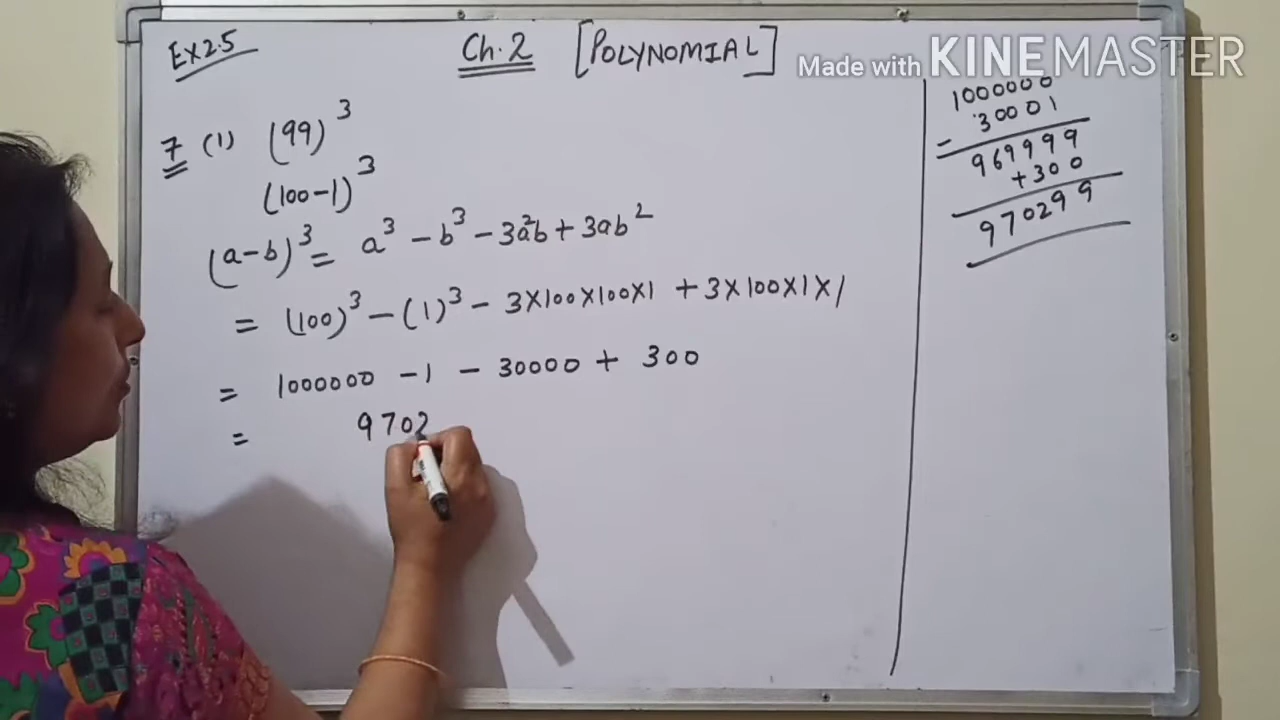 Ex 2.5
Ch.2 [POLYNOMIAL]
Made with KINEMASTER
7 (1) (99)³
(100-1)³
(a-b)³ = a³ - b³ - 3a²b + 3ab²
= (100)³ - (1)³ - 3×100×100×1 + 3×100×1×1
= 1000000 - 1 - 30000 + 300
= 9702
1000000
30001
- 
969999
+300
970299